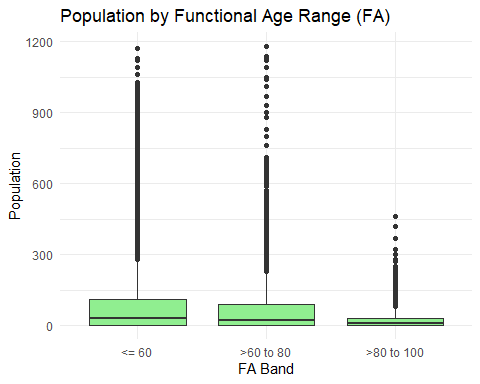 Population by Functional Age Range (FA)
1200
900
600
300
0
Population
<= 60
>60 to 80
>80 to 100
FA Band